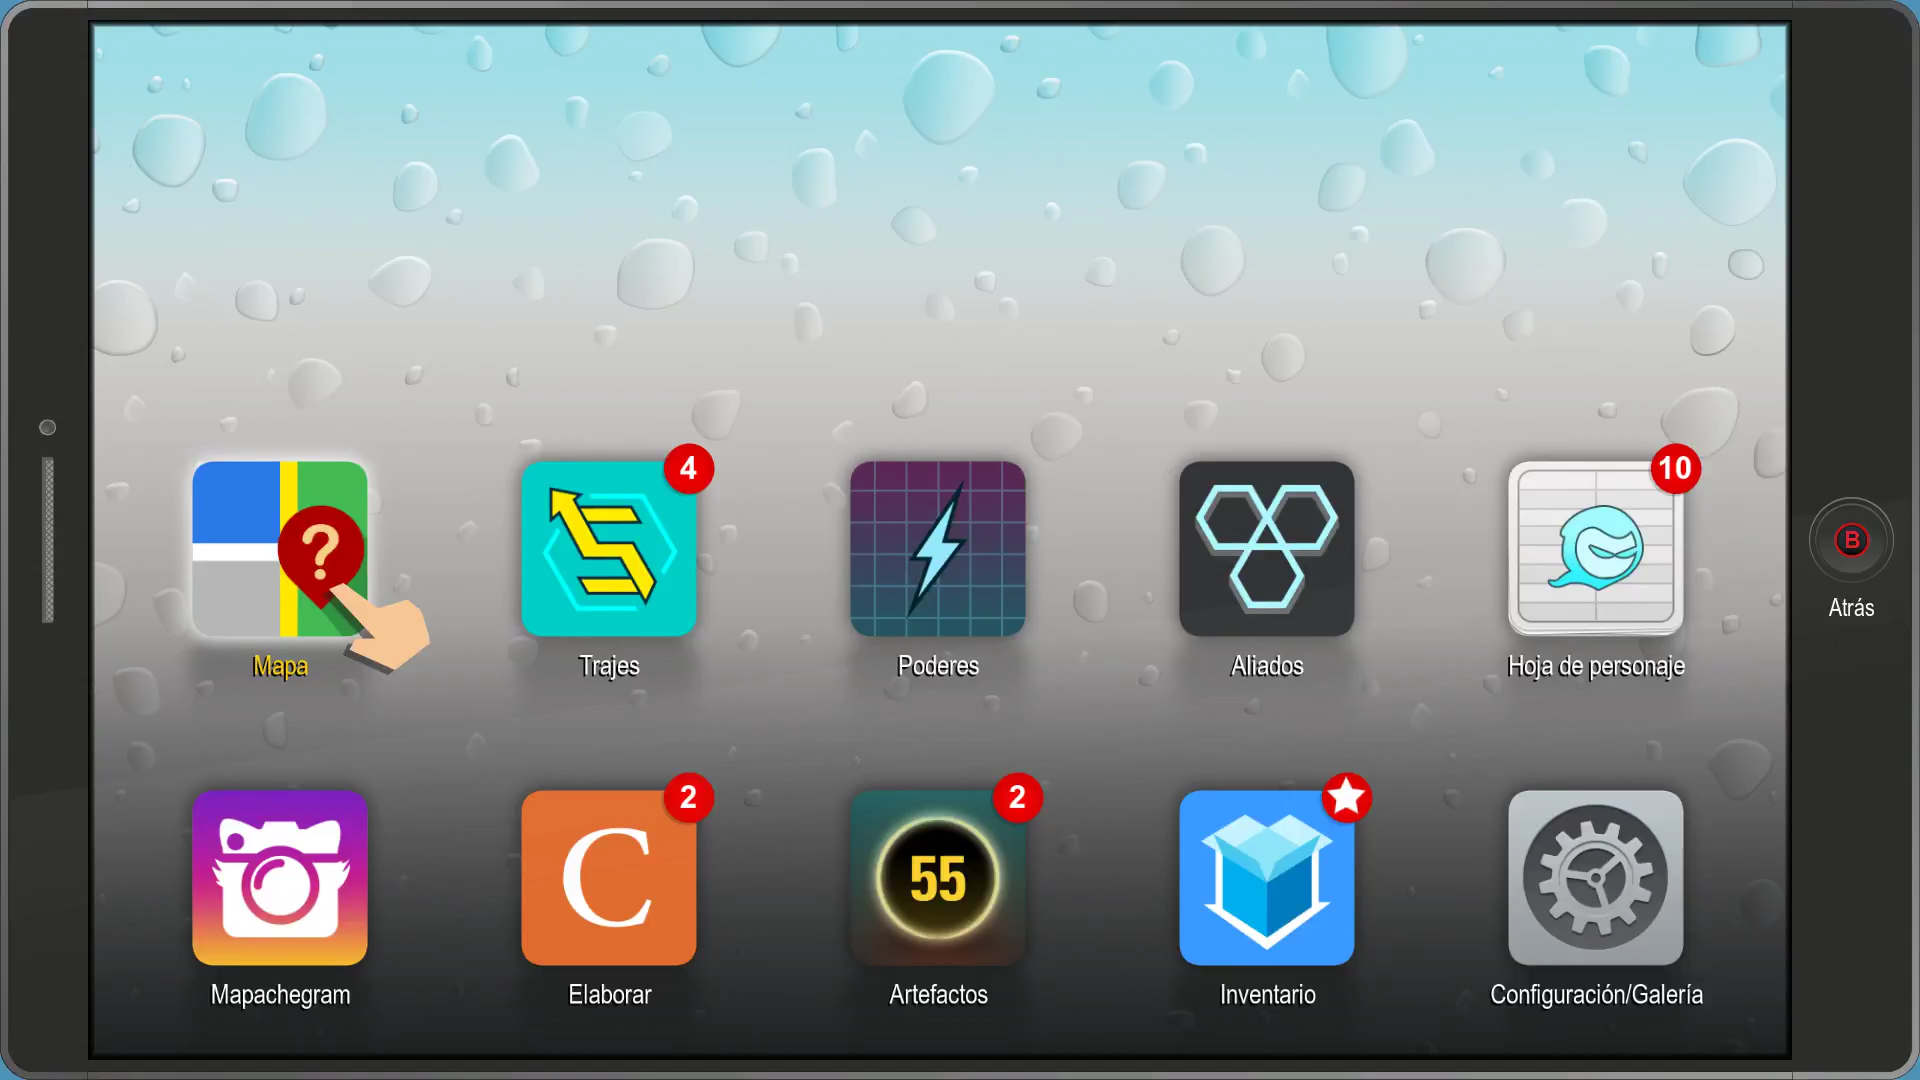 4
10
?
B
Atrás
Mapa
Trajes
Poderes
Aliados
Hoja de personaje
2
2
C
55
Mapachegram
Elaborar
Artefactos
Inventario
Configuración/Galería